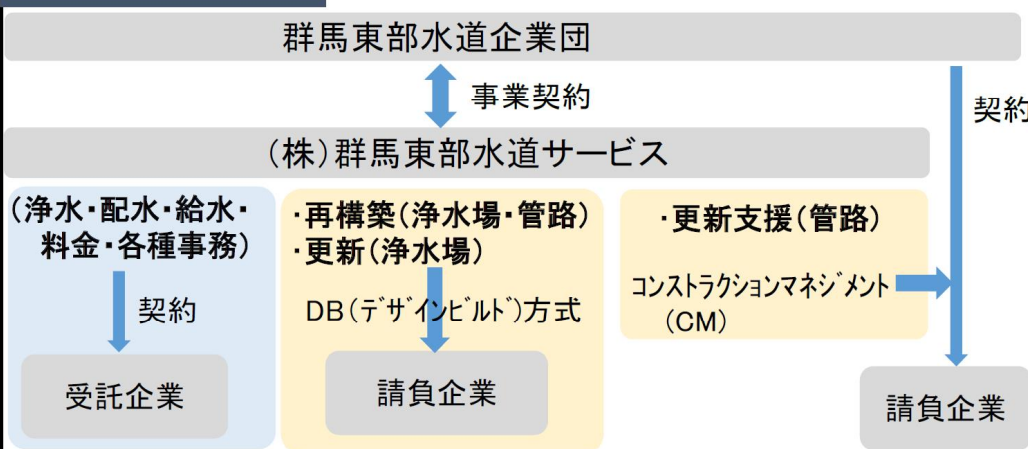 群馬東部水道企業団
事業契約
契約
(株)群馬東部水道サービス
(浄水・配水・給水・
料金・各種事務)
契約
受託企業
・再構築(浄水場・管路)
・更新(浄水場)
DB(ﾃﾞｻﾞｲﾝﾋﾞﾙﾄﾞ)方式
請負企業
・更新支援(管路)
ｺﾝｽﾄﾗｸｼｮﾝﾏﾈｼﾞﾒﾝﾄ
(CM)
請負企業